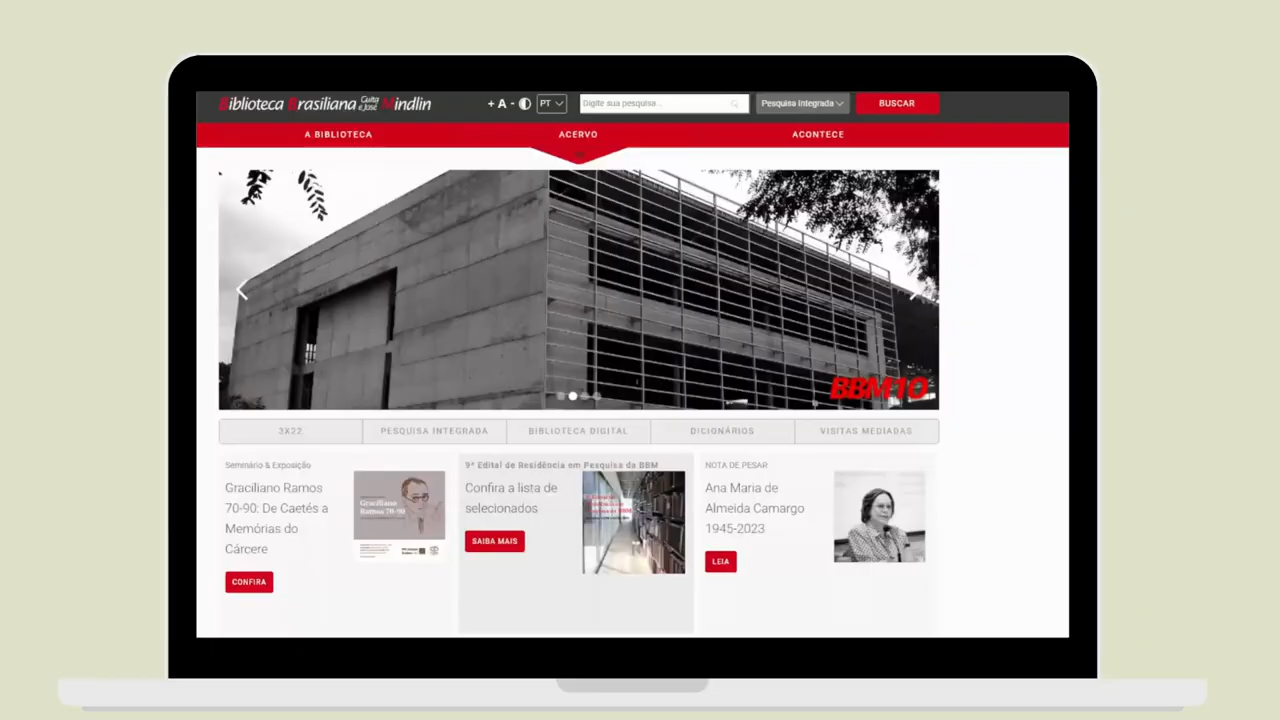 Biblioteca Brasiliana Guita e José Mindlin
+ A -
PT
Digite sua pesquisa...
Pesquisa Integrada
BUSCAR
A BIBLIOTECA
ACERVO
ACONTECE
BBM10
3X22
PESQUISA INTEGRADA
BIBLIOTECA DIGITAL
DICIONÁRIOS
VISITAS MEDIADAS
Seminário & Exposição
Graciliano Ramos
70-90: De Caetés a
Memórias do
Cárcere
CONFIRA
Graciliano
Ramos 70-90
9º Edital de Residência em Pesquisa da BBM
Confira a lista de
selecionados
SAIBA MAIS
NOTA DE PESAR
Ana Maria de
Almeida Camargo
1945-2023
LEIA